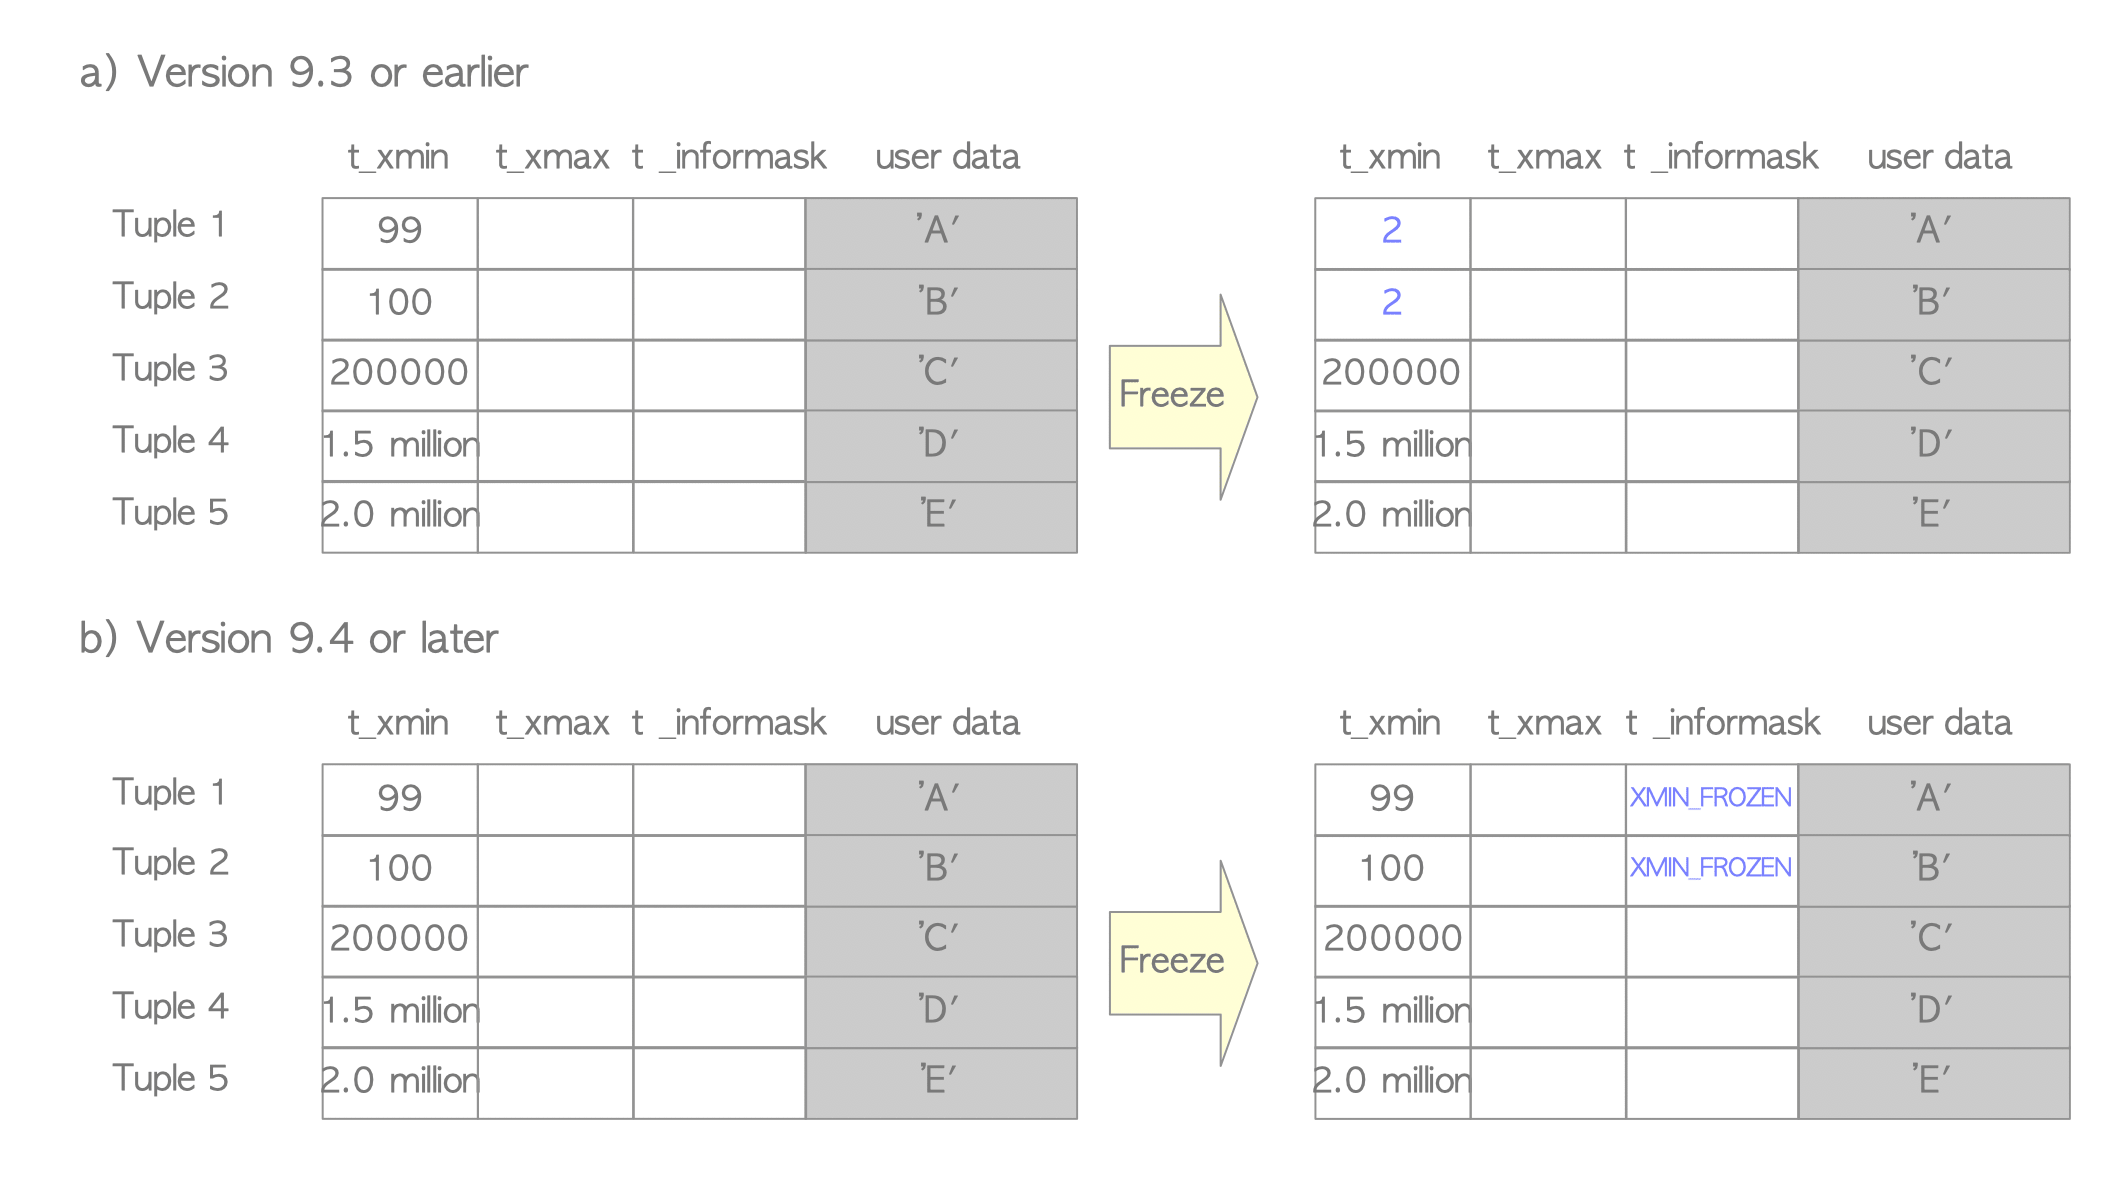 a) Version 9.3 or earlier
t_xmin t_xmax t _informask user data t_xmin t_xmax t _informask user data
Tuple 1 99 'A' 2 'A'
Tuple 2 100 'B' 2 'B'
Tuple 3 200000 'C' 200000 'C'
Freeze
Tuple 4 1.5 million 'D' 1.5 million 'D'
Tuple 5 2.0 million 'E' 2.0 million 'E'
b) Version 9.4 or later
t_xmin t_xmax t _informask user data t_xmin t_xmax t _informask user data
Tuple 1 99 'A' 99 XMIN_FROZEN 'A'
Tuple 2 100 'B' 100 XMIN_FROZEN 'B'
Tuple 3 200000 'C' 200000 'C'
Freeze
Tuple 4 1.5 million 'D' 1.5 million 'D'
Tuple 5 2.0 million 'E' 2.0 million 'E'